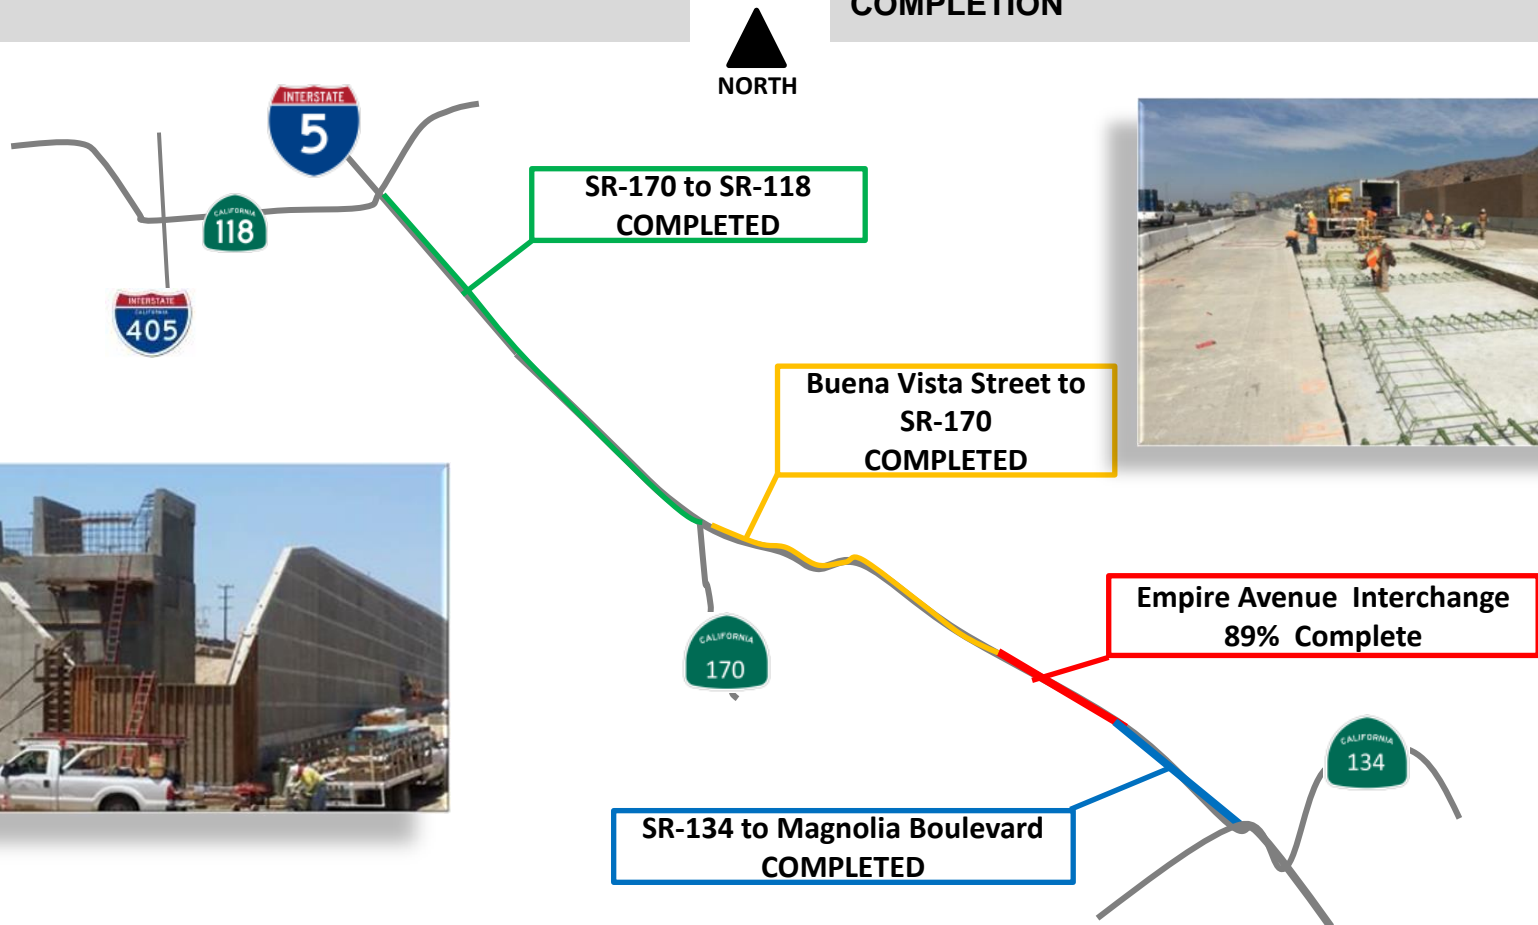 COMPLETION
NORTH
INTERSTATE
5
SR-170 to SR-118
COMPLETED
CALIFORNIA
118
INTERSTATE
CALIFORNIA
405
Buena Vista Street to
SR-170
COMPLETED
Empire Avenue Interchange
89% Complete
CALIFORNIA
170
CALIFORNIA
134
SR-134 to Magnolia Boulevard
COMPLETED